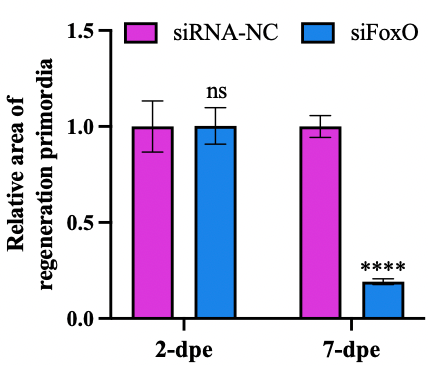 siRNA-NC siFoxO
Relative area of
regeneration primordia
1.5
1.0
0.5
0.0
ns
****
2-dpe 7-dpe